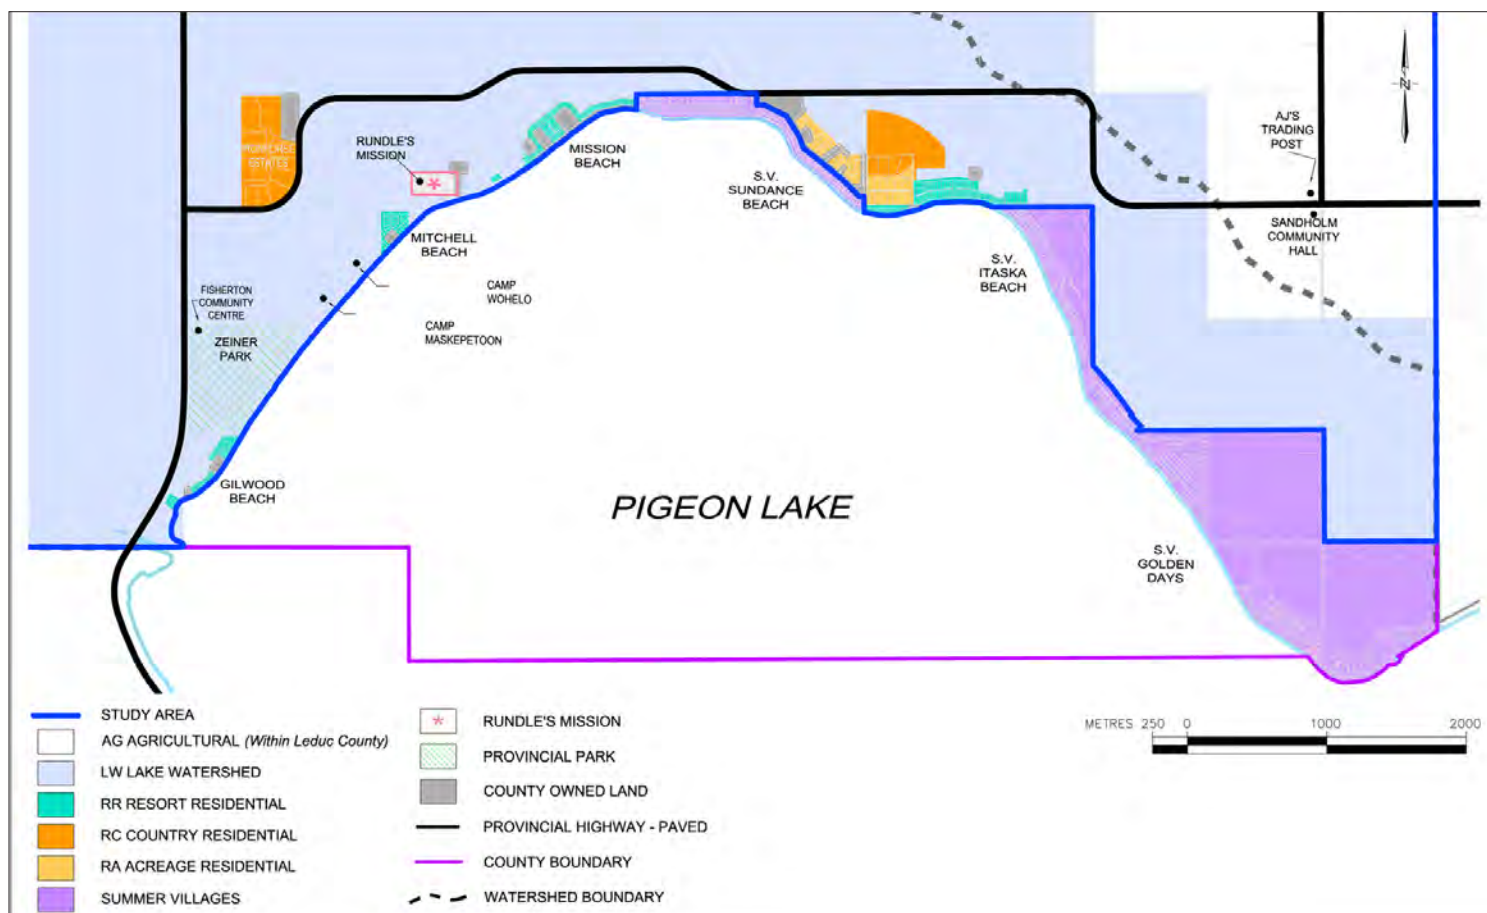 N
AJ'S
TRADING
POST
RUNDLE'S
MISSION
MISSION
BEACH
ESTATES
S.V.
SUNDANCE
BEACH
SANDHOLM
COMMUNITY
HALL
MITCHELL
BEACH
S.V.
ITASKA
BEACH
CAMP
WOHELO
FISHERTON
COMMUNITY
CENTRE
CAMP
MASKEPETOON
ZEINER
PARK
GILWOOD
BEACH
PIGEON LAKE
S.V.
GOLDEN
DAYS
STUDY AREA
AG AGRICULTURAL (Within Leduc County)
LW LAKE WATERSHED
RR RESORT RESIDENTIAL
RC COUNTRY RESIDENTIAL
RA ACREAGE RESIDENTIAL
SUMMER VILLAGES
RUNDLE'S MISSION
PROVINCIAL PARK
COUNTY OWNED LAND
PROVINCIAL HIGHWAY - PAVED
COUNTY BOUNDARY
WATERSHED BOUNDARY
METRES 250 0 1000 2000